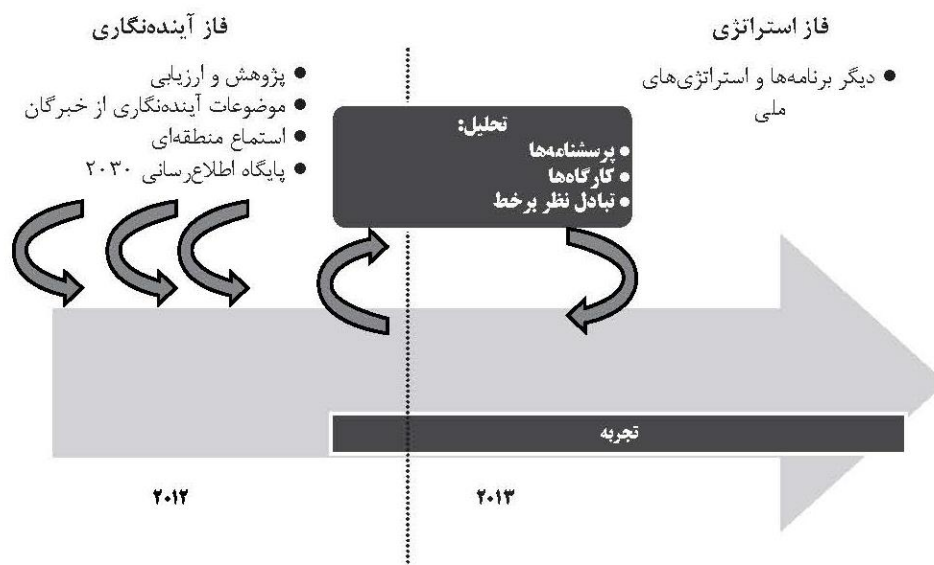 فاز آینده‌نگاری
● پژوهش و ارزیابی
● موضوعات آینده‌نگاری از خبرگان
● استماع منطقه‌ای
● پایگاه اطلاع‌رسانی ۲۰۳۰
فاز استراتژی
● دیگر برنامه‌ها و استراتژی‌های
ملی
تحلیل:
● پرسشنامه‌ها
● کارگاه‌ها
● تبادل نظر برخط
تجربه
۲۰۱۲
۲۰۱۳